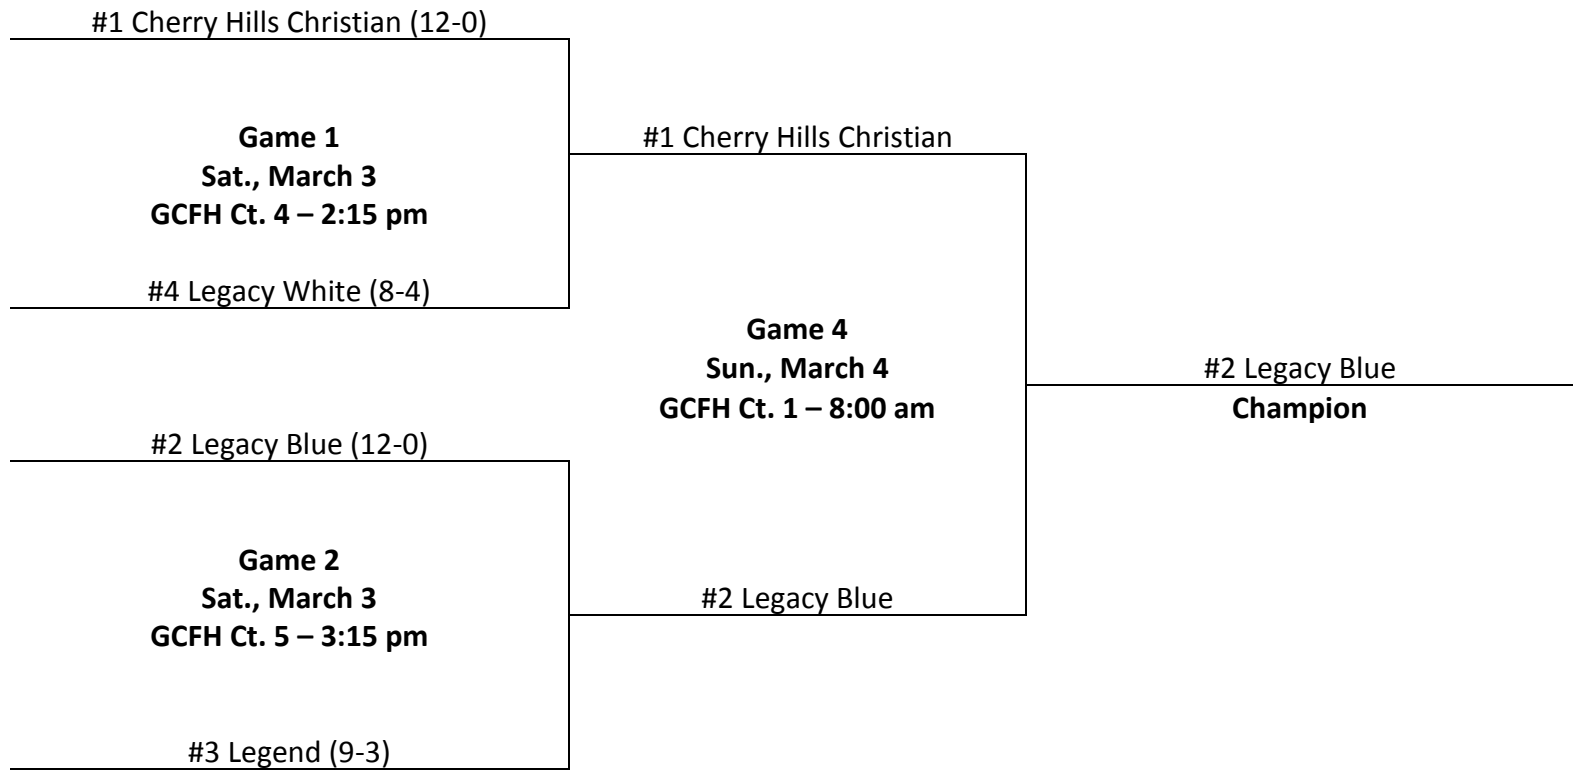 #1 Cherry Hills Christian (12-0)
Game 1
Sat., March 3
GCFH Ct. 4 – 2:15 pm
#4 Legacy White (8-4)
#2 Legacy Blue (12-0)
Game 2
Sat., March 3
GCFH Ct. 5 – 3:15 pm
#3 Legend (9-3)
#1 Cherry Hills Christian
Game 4
Sun., March 4
GCFH Ct. 1 – 8:00 am
#2 Legacy Blue
#2 Legacy Blue
Champion